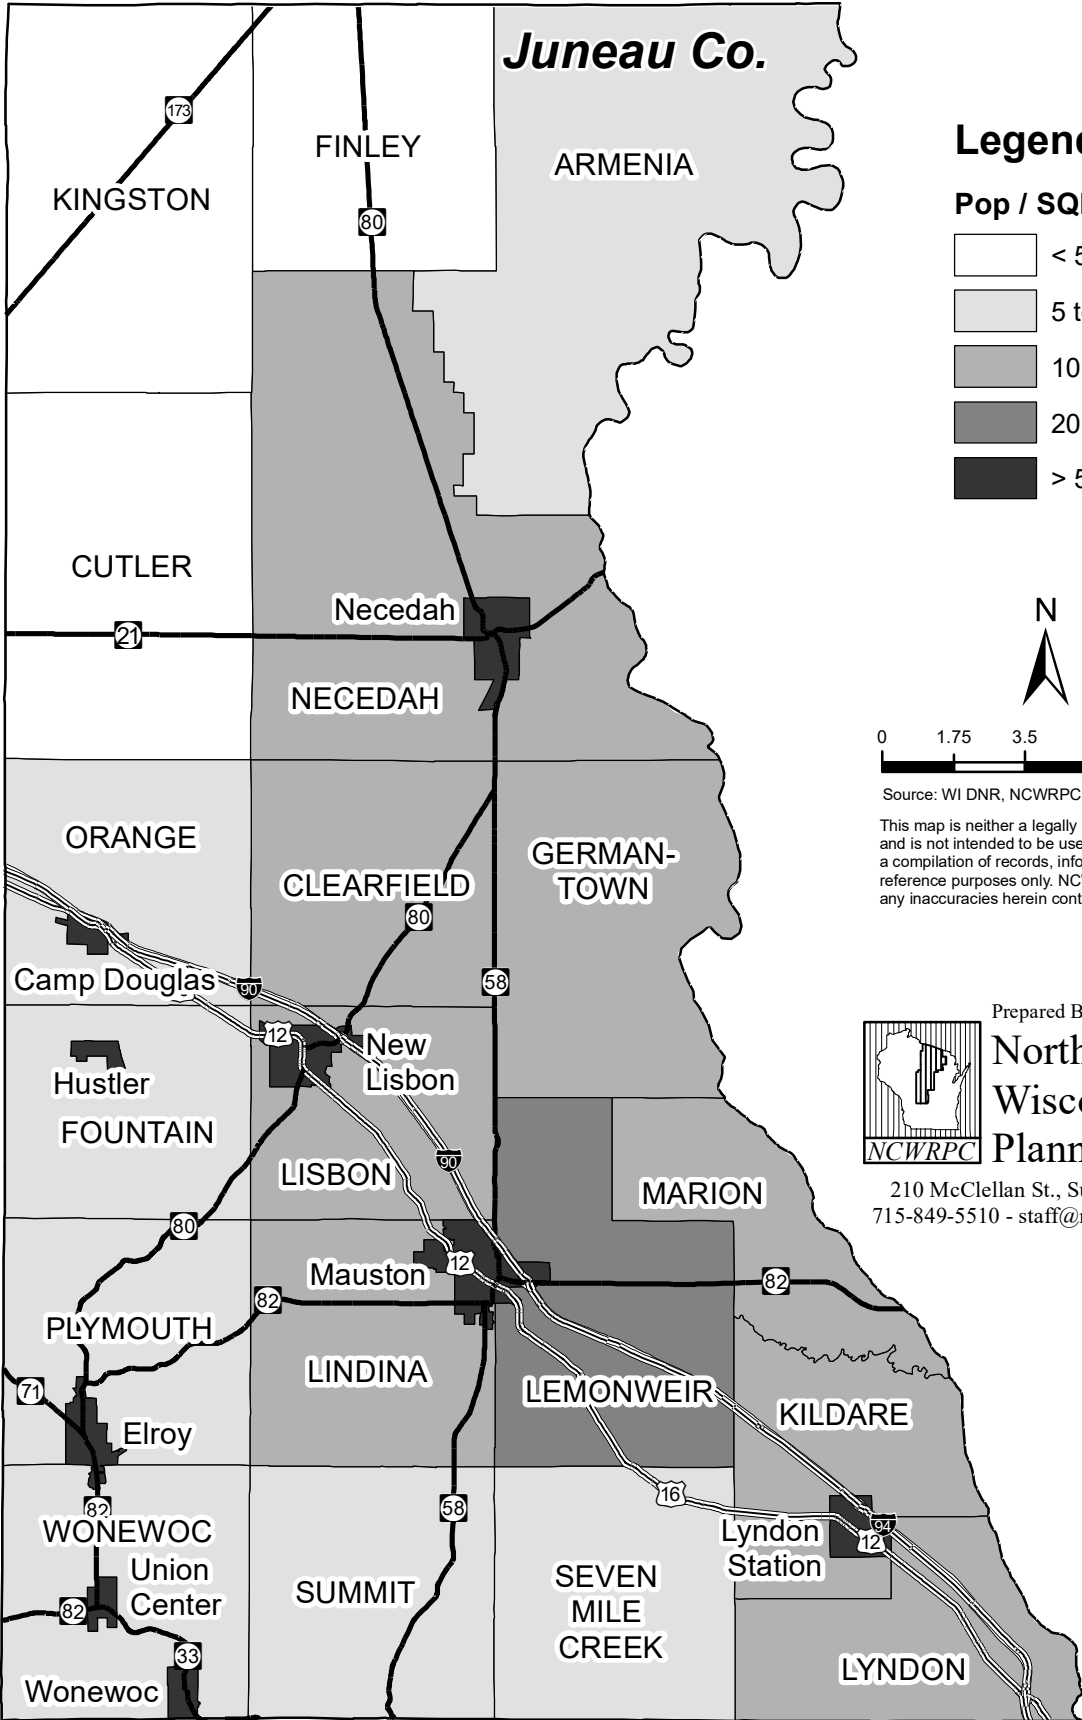 Juneau Co.
173
FINLEY
ARMENIA
KINGSTON
80
Legend
Pop / SQ
< 5
5 t
10
20
> 5
CUTLER
Necedah
21
NECEDAH
N
0 1.75 3.5
Source: WI DNR, NCWRPC
This map is neither a legally
and is not intended to be use
a compilation of records, info
reference purposes only. NC
any inaccuracies herein cont
ORANGE
CLEARFIELD
GERMAN-
TOWN
80
58
Camp Douglas
90
12
New
Lisbon
Hustler
FOUNTAIN
LISBON
90
MARION
Prepared B
North
Wisco
Plann
NCWRPC
210 McClellan St., Su
715-849-5510 - staff@
80
Mauston
12
82
82
PLYMOUTH
LINDINA
LEMONWEIR
KILDARE
71
Elroy
82
WONEWOC
58
16
Lyndon
Station
94
12
Union
Center
82
SUMMIT
SEVEN
MILE
CREEK
33
Wonewoc
LYNDON